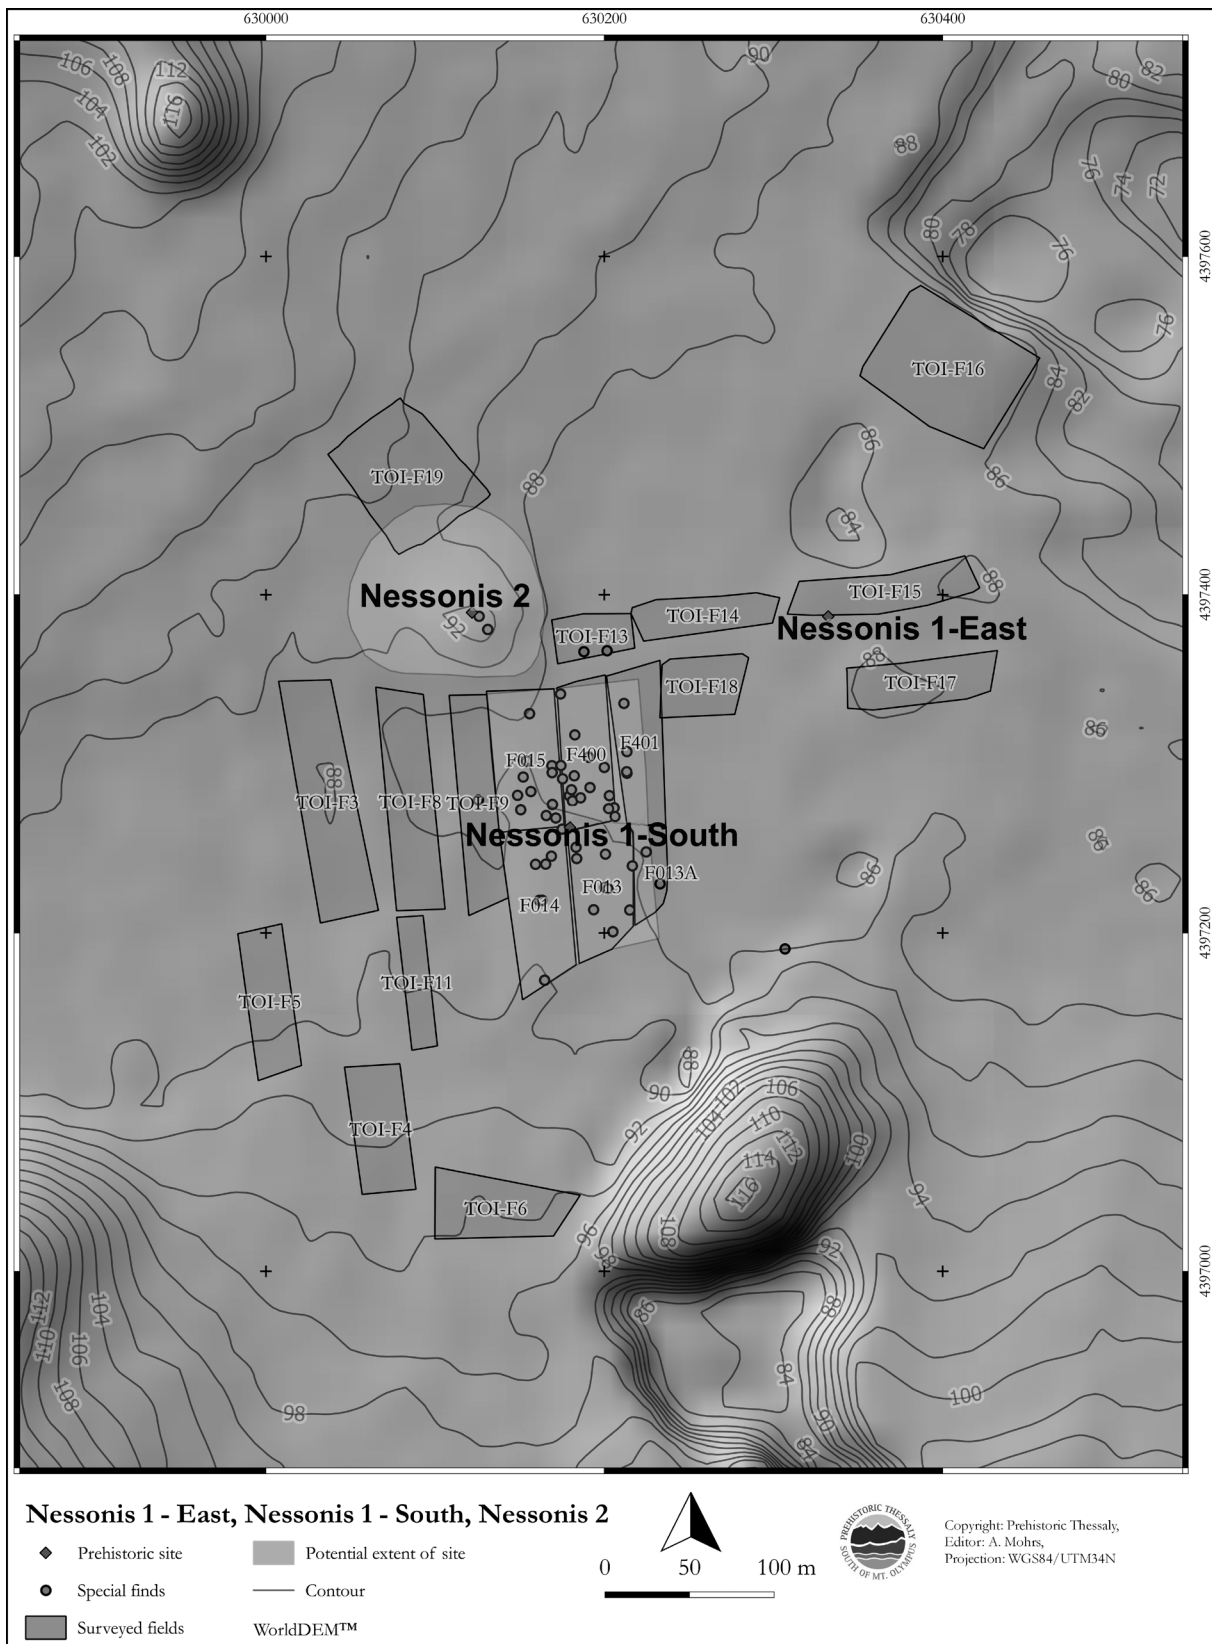 630000
630200
630400
90
82
80
106
108
112
116
104
102
88
76
74
72
80
78
76
4397600
76
TOI-F16
84
82
86
86
TOI-F19
88
84
88
4397400
Nessonis 2
92
TOI-F15
TOI-F14
TOI-F13
Nessonis 1-East
88
TOI-F18
TOI-F17
86
F401
F400
F015
88
TOI-F3
TOI-F8
TOI-F9
Nessonis 1-South
86
86
86
F013A
F013
F014
4397200
TOI-F11
TOI-F5
88
90
102
106
104
110
92
112
100
TOI-F4
114
116
94
TOI-F6
108
96
98
92
4397000
112
104
86
88
110
106
84
108
98
100
90
84
Nessonis 1 - East, Nessonis 1 - South, Nessonis 2
Prehistoric site
Potential extent of site
Special finds
Contour
Surveyed fields
WorldDEM™
0 50 100 m
PREHISTORIC THESSALY
SOUTH OF MT. OLYMPUS
Copyright: Prehistoric Thessaly,
Editor: A. Mohrs,
Projection: WGS84/UTM34N